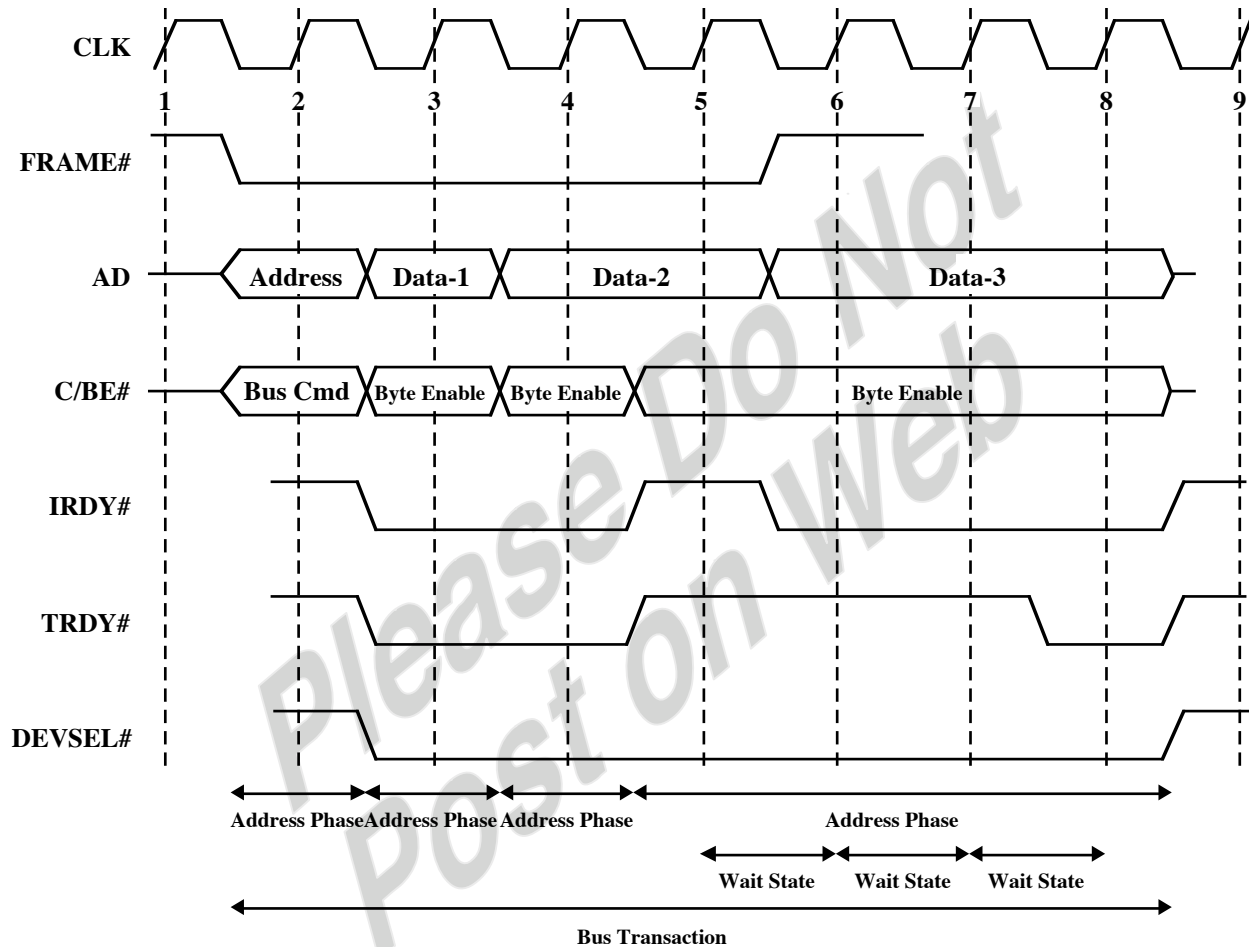 CLK
1 2 3 4 5 6 7 8 9
FRAME#
AD Address Data-1 Data-2 Data-3
C/BE# Bus Cmd Byte Enable Byte Enable Byte Enable
IRDY#
TRDY#
DEVSEL#
Address Phase Address Phase Address Phase Address Phase
Wait State Wait State Wait State
Bus Transaction
Please Do Not
Post on Web